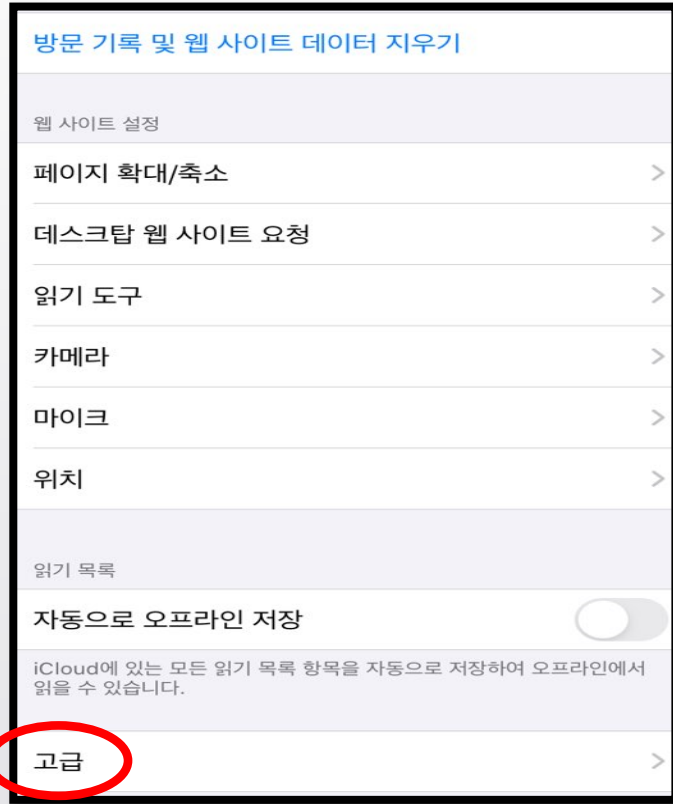 방문 기록 및 웹 사이트 데이터 지우기
웹 사이트 설정
페이지 확대/축소
데스크탑 웹 사이트 요청
읽기 도구
카메라
마이크
위치
읽기 목록
자동으로 오프라인 저장
iCloud에 있는 모든 읽기 목록 항목을 자동으로 저장하여 오프라인에서
읽을 수 있습니다.
고급